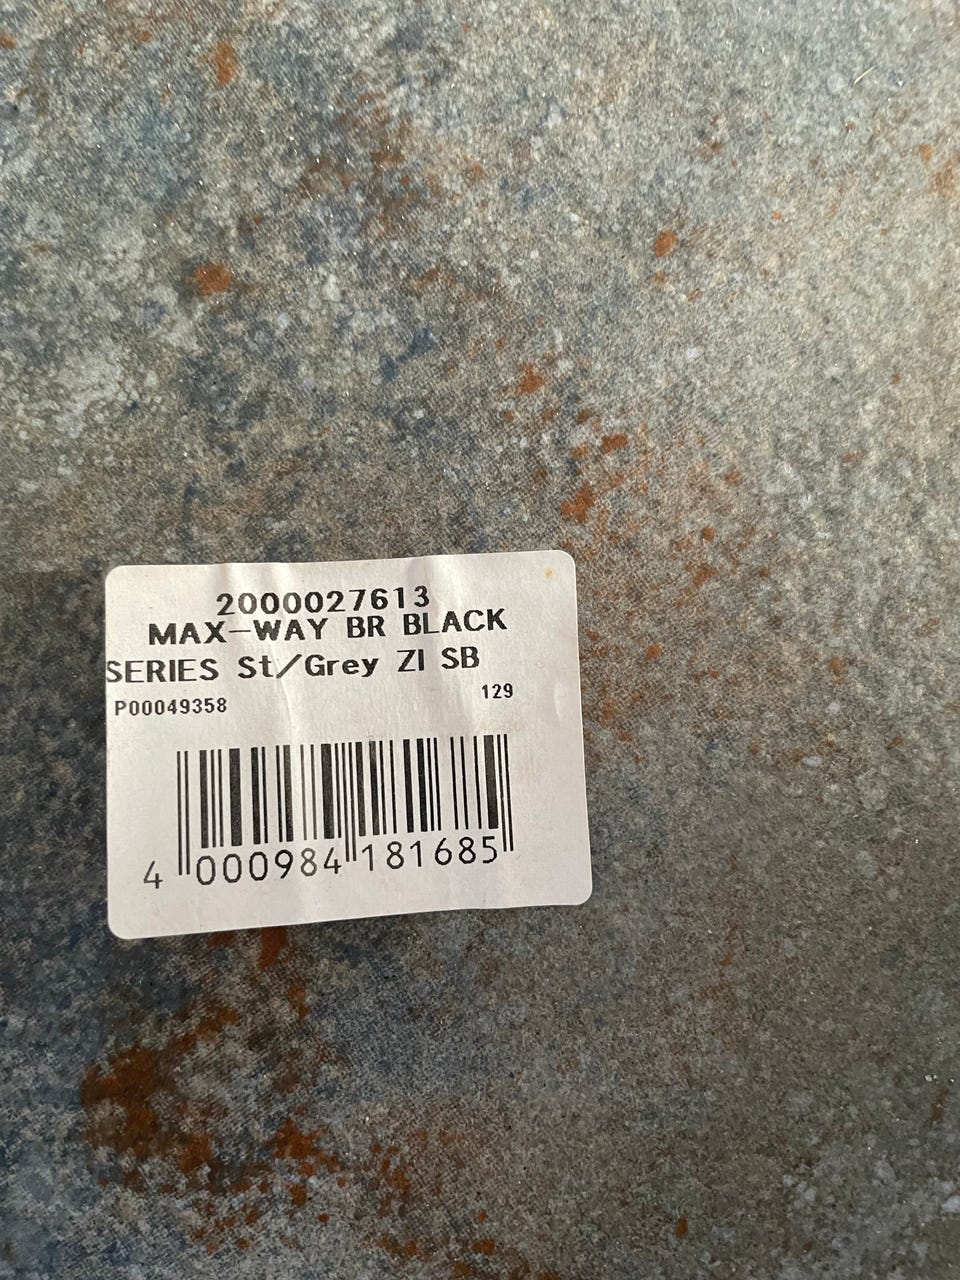 2000027613
MAX-WAY BR BLACK
SERIES St/Grey ZI SB
P00049358 129
4 000984 181685